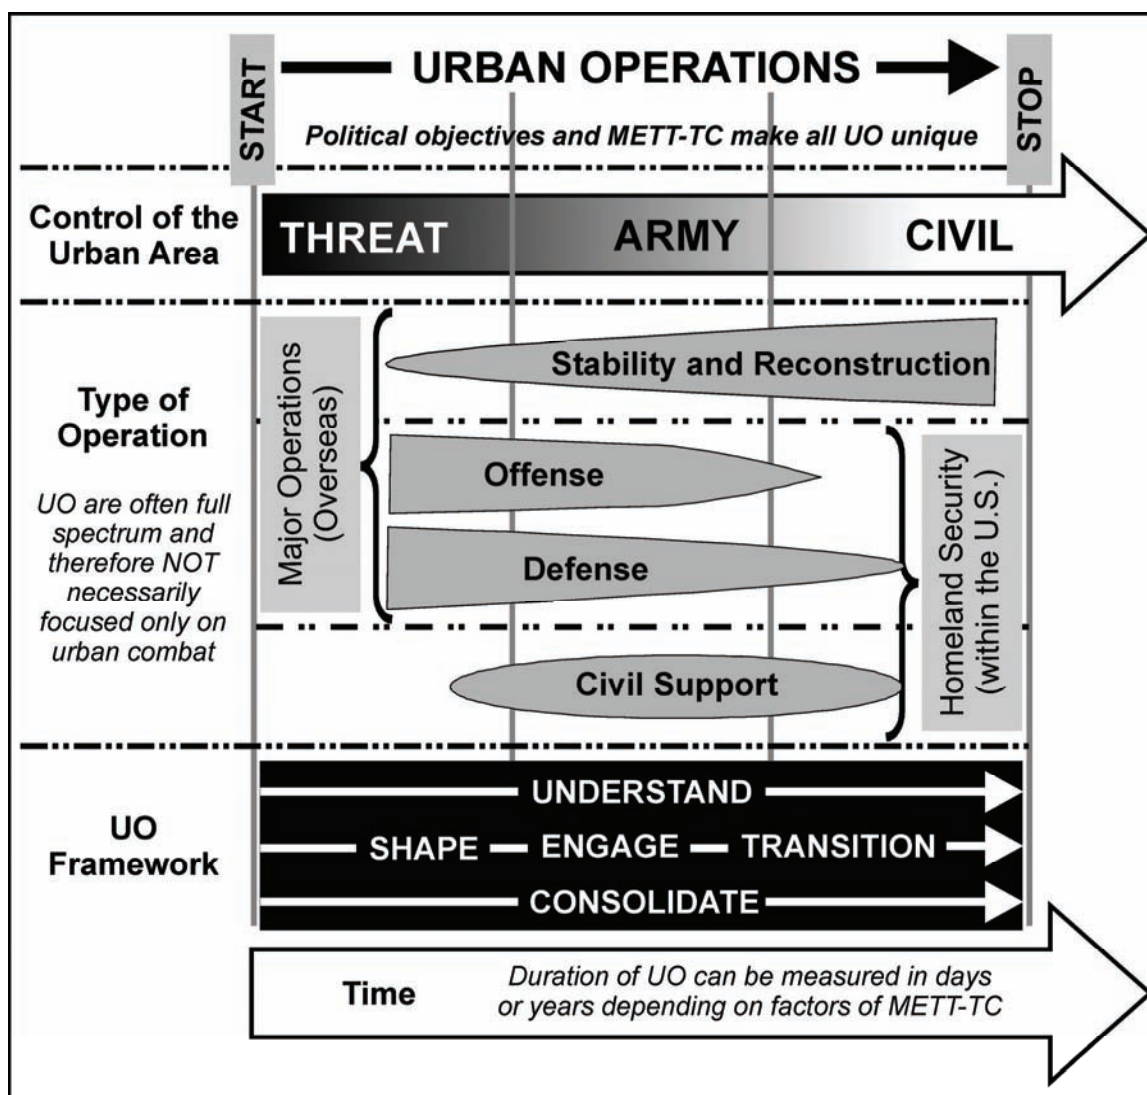 START
URBAN OPERATIONS
STOP
Political objectives and METT-TC make all UO unique
Control of the
Urban Area
THREAT
ARMY
CIVIL
Type of
Operation
UO are often full
spectrum and
therefore NOT
necessarily
focused only on
urban combat
Major Operations
(Overseas)
Stability and Reconstruction
Offense
Defense
Civil Support
Homeland Security
(within the U.S.)
UO
Framework
UNDERSTAND
SHAPE
ENGAGE
TRANSITION
CONSOLIDATE
Time
Duration of UO can be measured in days
or years depending on factors of METT-TC